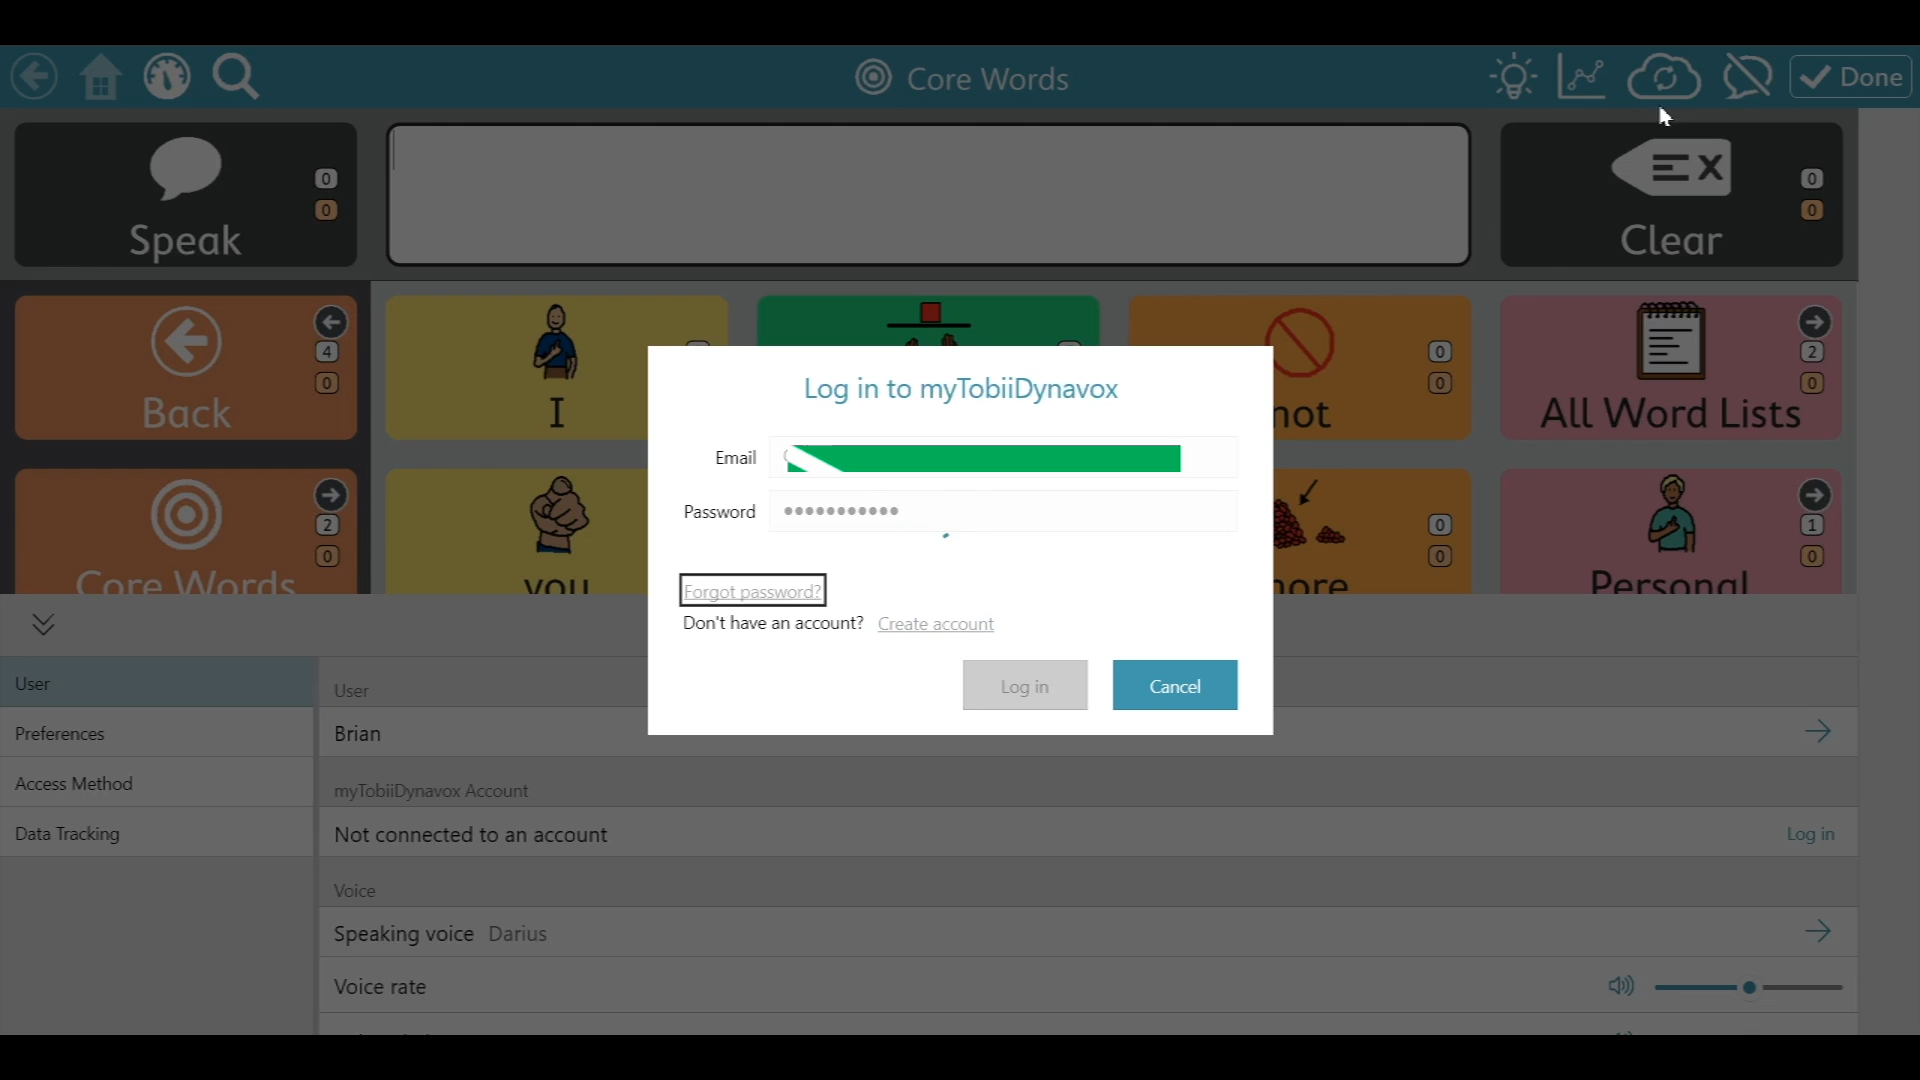 Core Words
Done
Speak
0
0
Clear
0
0
Back
4
0
I
not
0
0
All Word Lists
2
0
Core Words
2
0
you
more
0
0
Personal
1
0
Log in to myTobiiDynavox
Email
Password
Forgot password?
Don't have an account? Create account
Log in
Cancel
User
Preferences
Access Method
Data Tracking
User
Brian
myTobiiDynavox Account
Not connected to an account
Log in
Voice
Speaking voice Darius
Voice rate